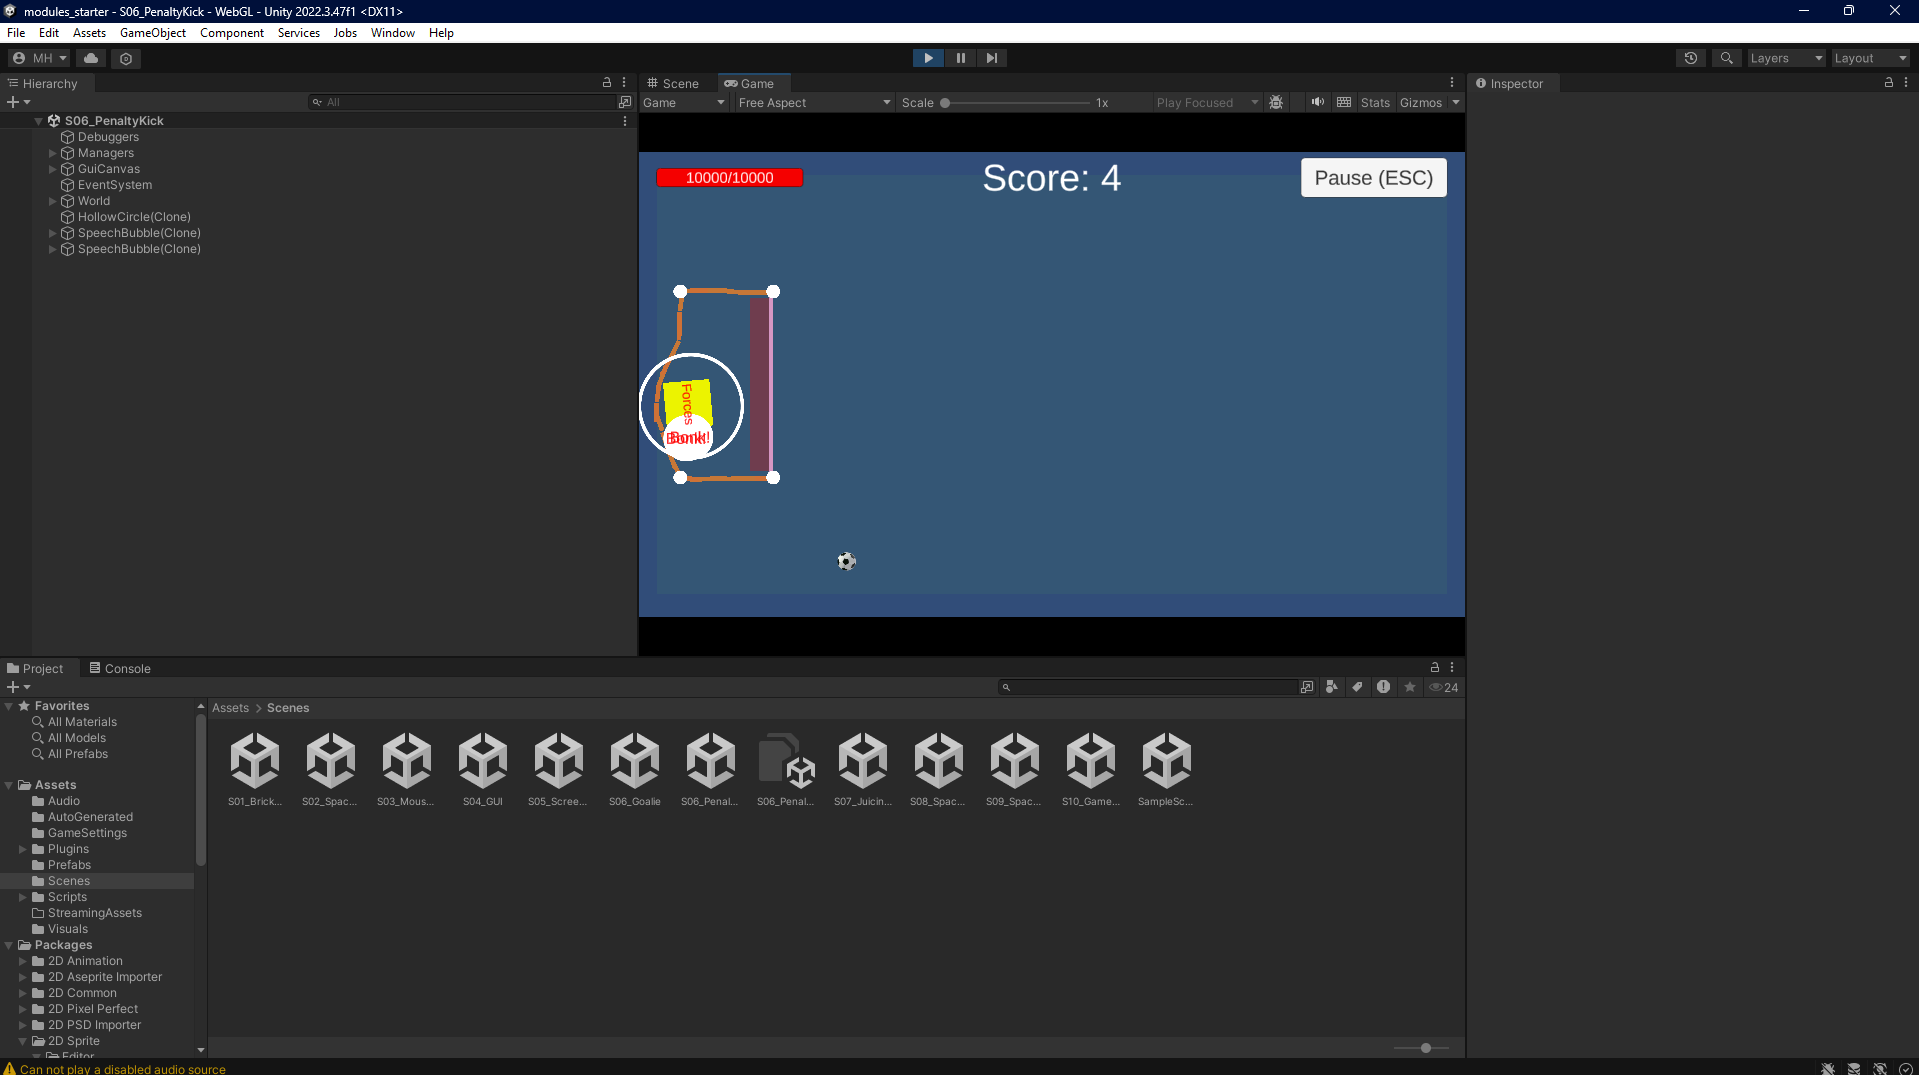 modules_starter - S06_PenaltyKick - WebGL - Unity 2022.3.47f1 <DX11>
File Edit Assets GameObject Component Services Jobs Window Help
MH
Layers
Layout
Hierarchy
All
S06_PenaltyKick
Debuggers
Managers
GuiCanvas
EventSystem
World
HollowCircle(Clone)
SpeechBubble(Clone)
SpeechBubble(Clone)
Scene
Game
Game
Free Aspect
Scale
1x
Play Focused
Stats
Gizmos
10000/10000
Score: 4
Pause (ESC)
Forces
Bonk!
Inspector
Project
Console
24
Favorites
All Materials
All Models
All Prefabs
Assets
Audio
AutoGenerated
GameSettings
Plugins
Prefabs
Scenes
Scripts
StreamingAssets
Visuals
Packages
2D Animation
2D Aseprite Importer
2D Common
2D Pixel Perfect
2D PSD Importer
2D Sprite
Editor
Assets > Scenes
S01_Brick... S02_Spac... S03_Mous... S04_GUI S05_Scree... S06_Goalie S06_Penal... S06_Penal... S07_Juicin... S08_Spac... S09_Spac... S10_Game... SampleSc...
Can not play a disabled audio source